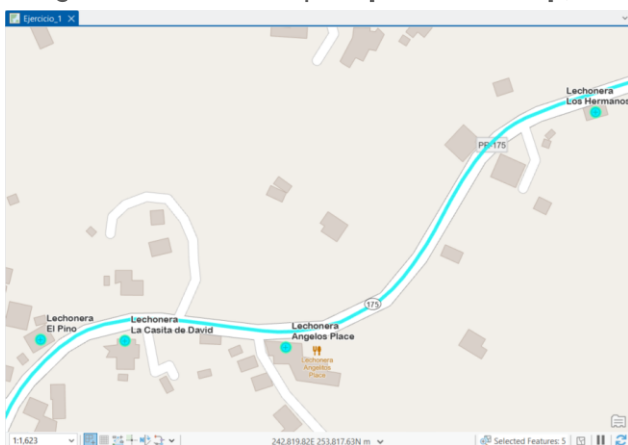 Ejercicio_1
Lechonera
Los Hermanos
PR-175
175
Lechonera
El Pino
Lechonera
La Casita de David
Lechonera
Angelos Place
Lechonera
Angelitos
Place
1:1,623
242,819.82E 253,817.63N m
Selected Features: 5